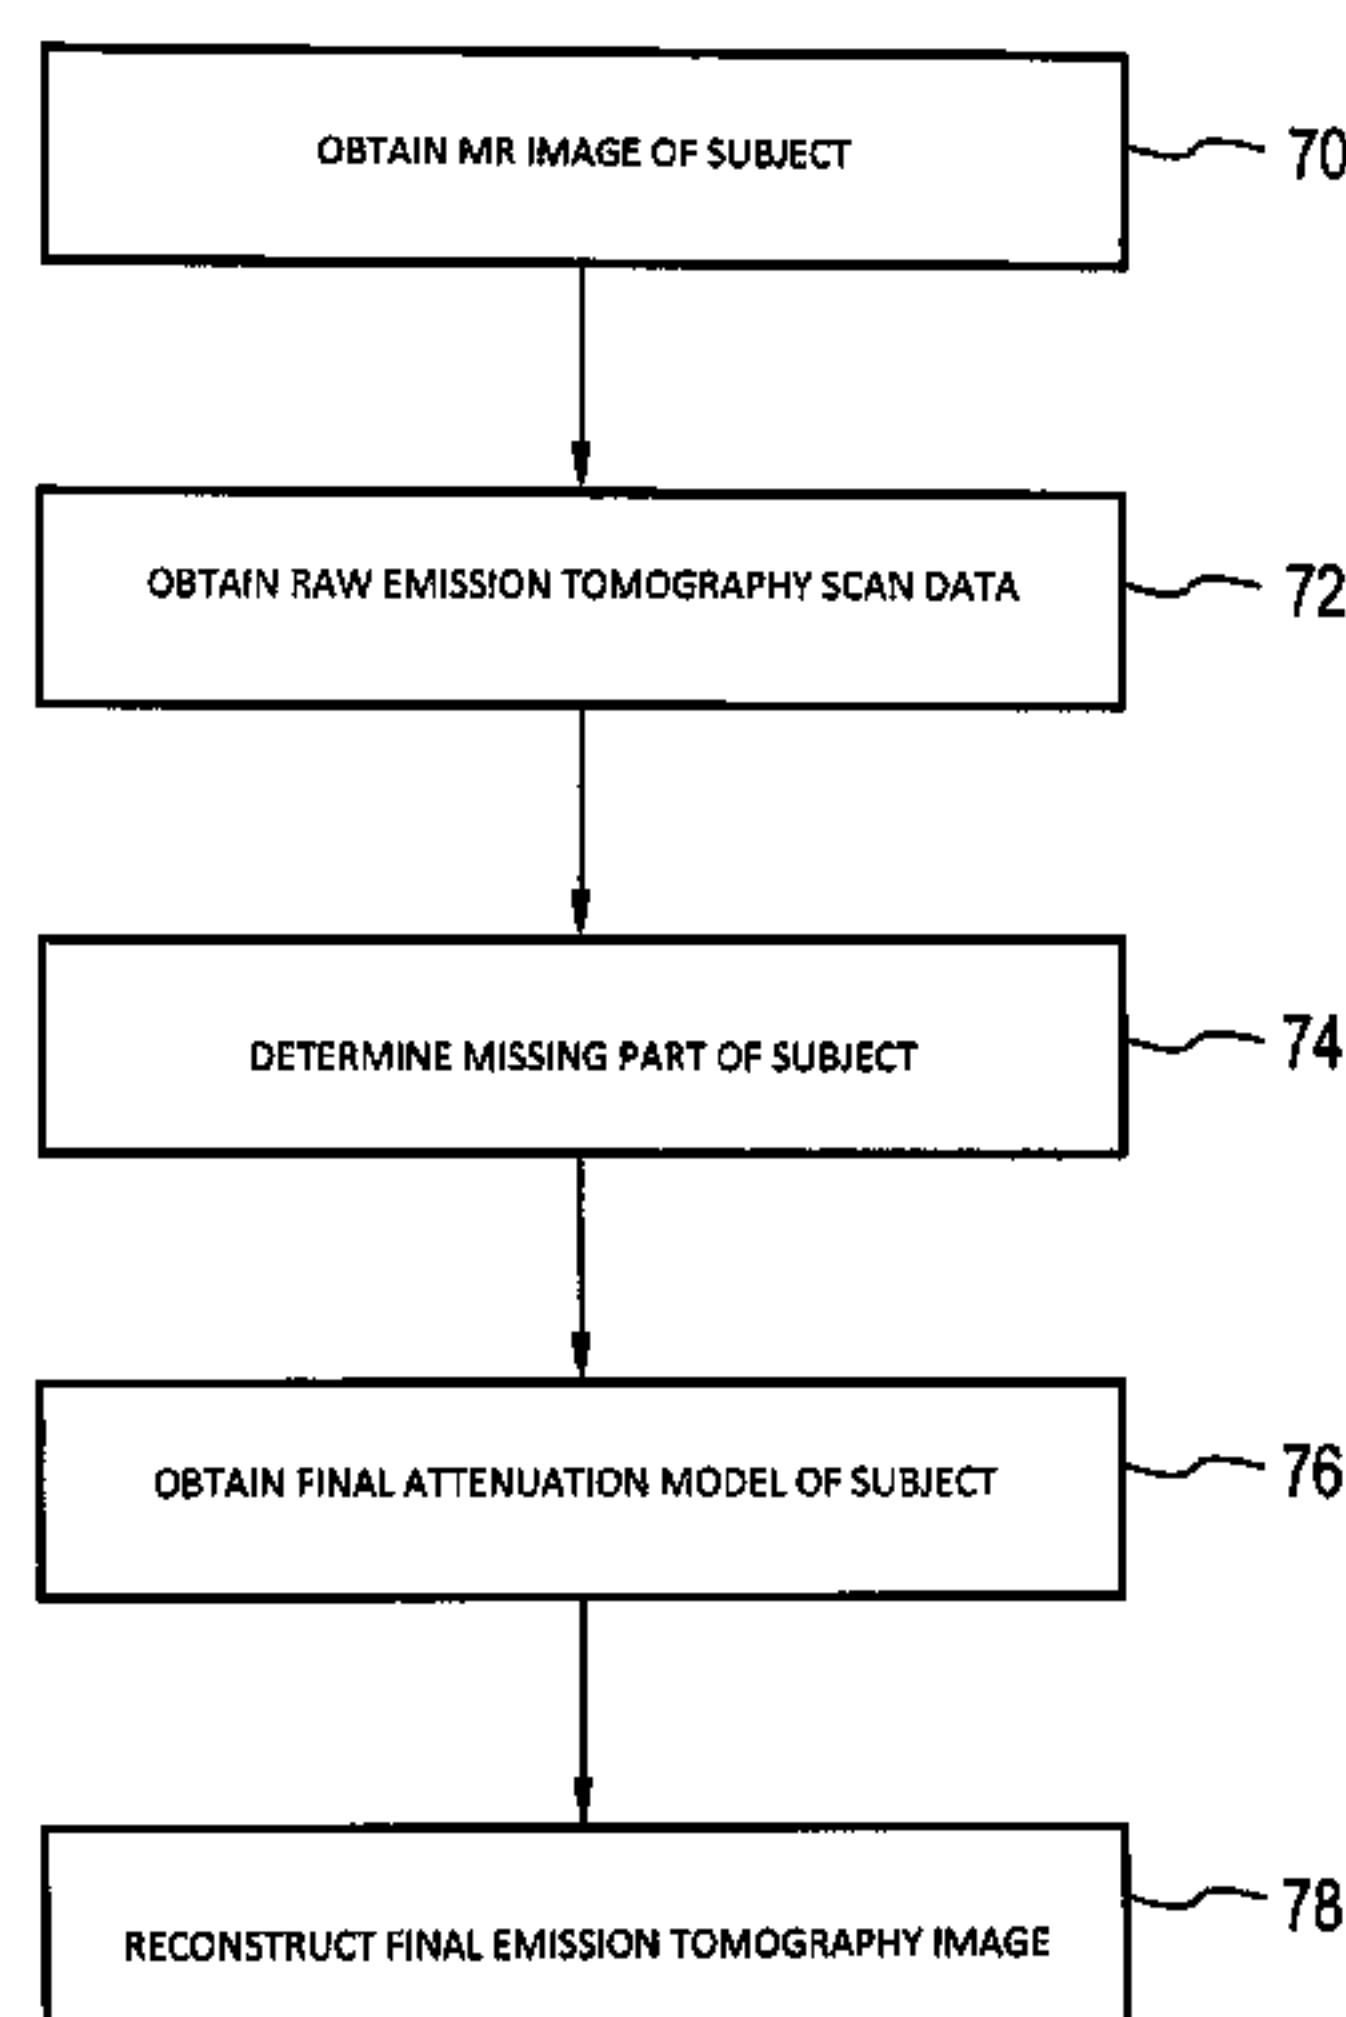 OBTAIN MR IMAGE OF SUBJECT
70
OBTAIN RAW EMISSION TOMOGRAPHY SCAN DATA
72
DETERMINE MISSING PART OF SUBJECT
74
OBTAIN FINAL ATTENUATION MODEL OF SUBJECT
76
RECONSTRUCT FINAL EMISSION TOMOGRAPHY IMAGE
78